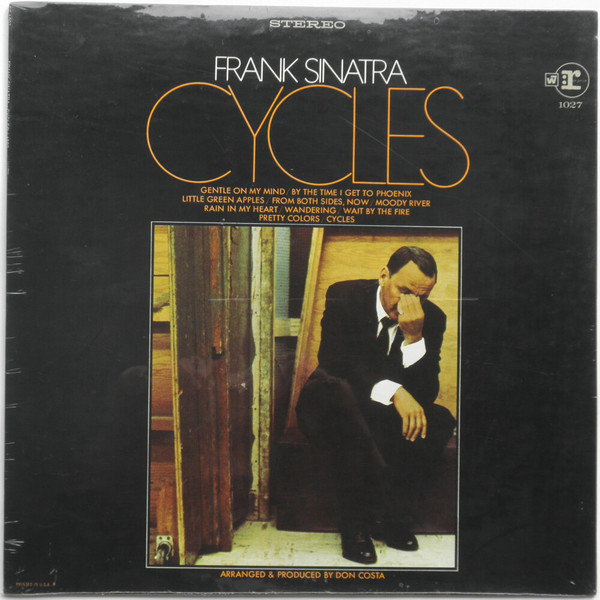 STEREO
FRANK SINATRA
CYCLES
W
r
1027
GENTLE ON MY MIND / BY THE TIME I GET TO PHOENIX
LITTLE GREEN APPLES / FROM BOTH SIDES, NOW / MOODY RIVER
RAIN IN MY HEART / WANDERING / WAIT BY THE FIRE
PRETTY COLORS / CYCLES
ARRANGED & PRODUCED BY DON COSTA